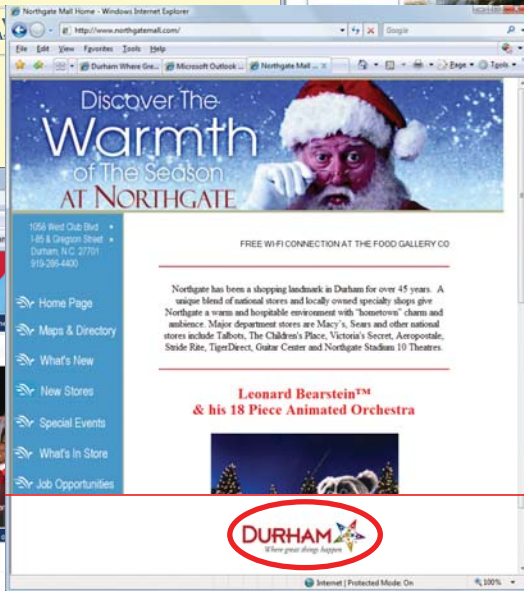 Northgate Mall Home - Windows Internet Explorer
http://www.northgatemall.com/
Google
File Edit View Favorites Tools Help
Durham Where Gre... Microsoft Outlook ... Northgate Mall ... Page Tools
Discover The
Warmth
of The Season
AT NORTHGATE
1058 West Club Blvd
I-85 & Gregson Street
Durham, N.C. 27701
919-286-4400
FREE WI-FI CONNECTION AT THE FOOD GALLERY CO
Home Page
Maps & Directory
What's New
New Stores
Special Events
What's In Store
Job Opportunities
Northgate has been a shopping landmark in Durham for over 45 years. A
unique blend of national stores and locally owned specialty shops give
Northgate a warm and hospitable environment with "hometown" charm and
ambience. Major department stores are Macy's, Sears and other national
stores include Talbots, The Children's Place, Victoria's Secret, Aeropostale,
Stride Rite, TigerDirect, Guitar Center and Northgate Stadium 10 Theatres.
Leonard Bearstein™
& his 18 Piece Animated Orchestra
DURHAM
Where great things happen
Internet | Protected Mode: On
100%